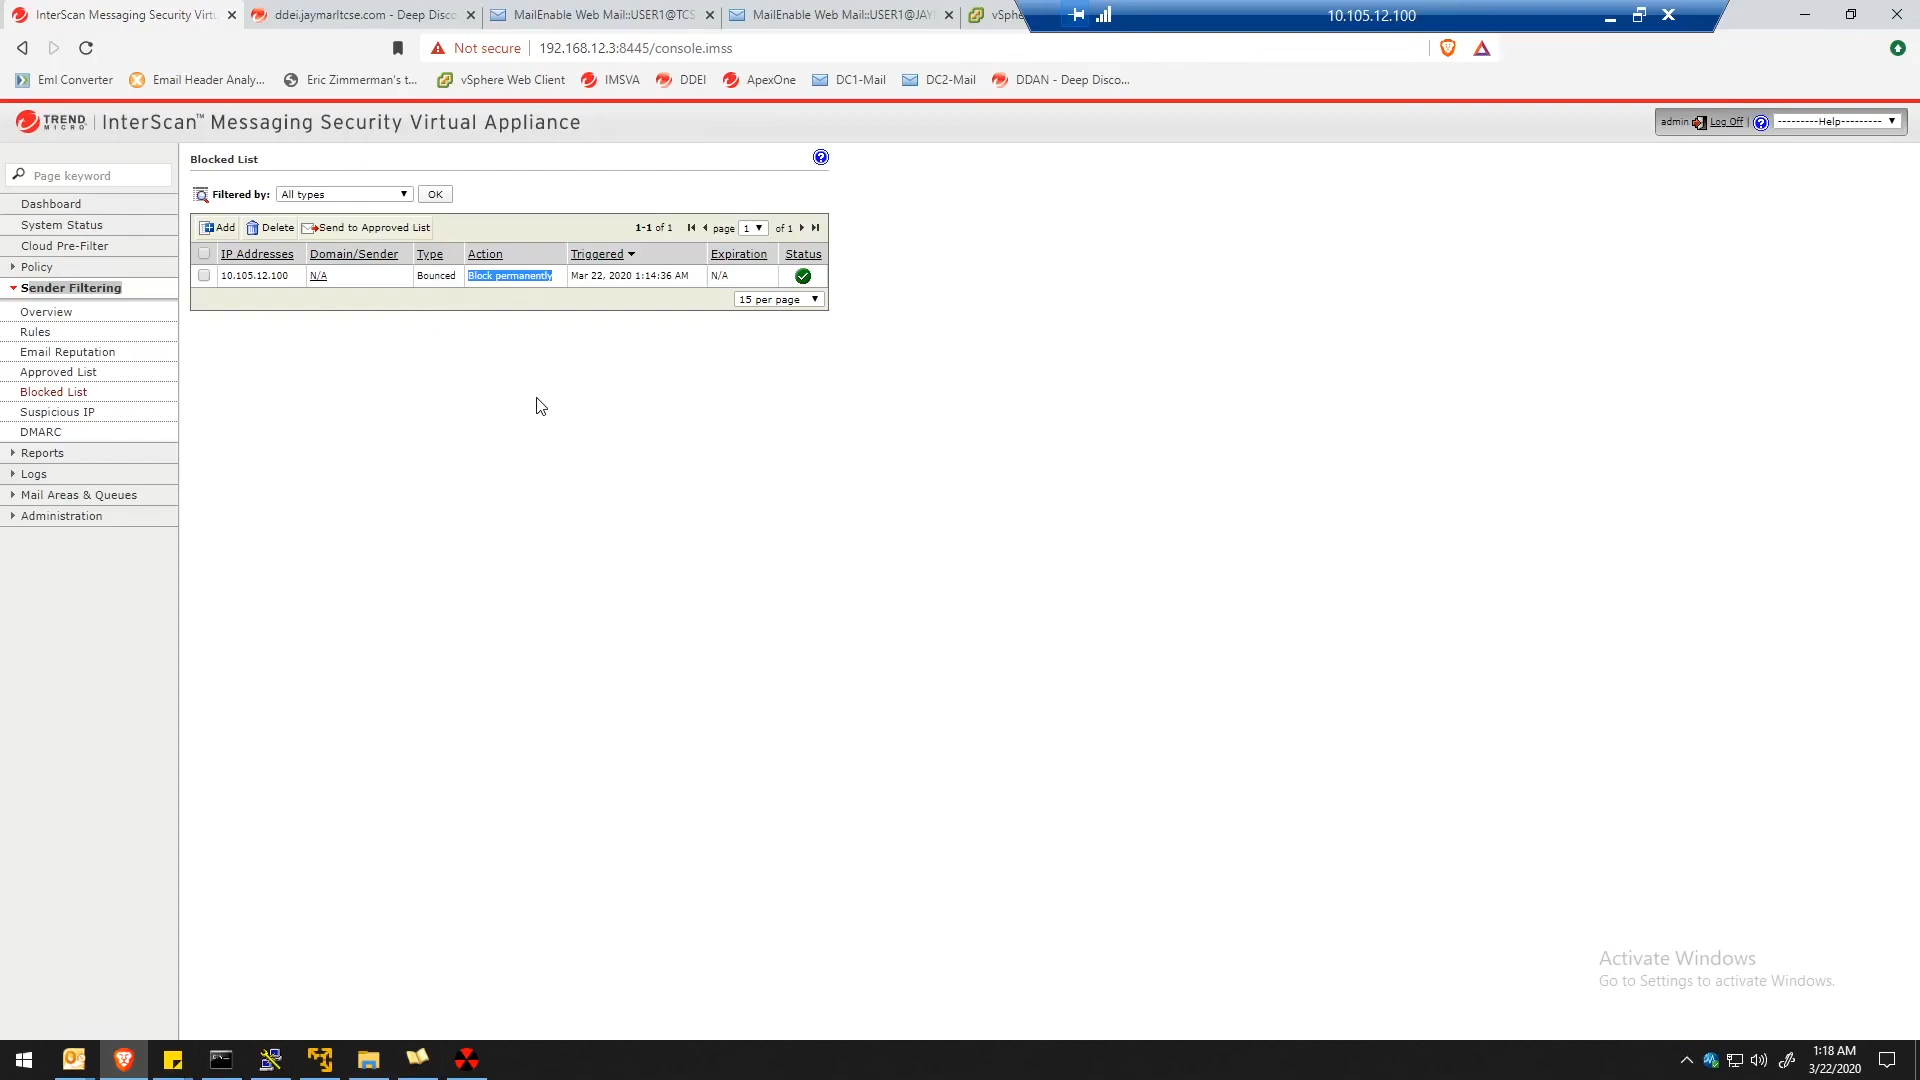 InterScan Messaging Security Virtu
ddei.jaymarltcse.com - Deep Disco
MailEnable Web Mail::USER1@TCS
MailEnable Web Mail::USER1@JAY
vSphe
10.105.12.100
Not secure
192.168.12.3:8445/console.imss
Eml Converter
Email Header Analy...
Eric Zimmerman's t...
vSphere Web Client
IMSVA
DDEI
ApexOne
DC1-Mail
DC2-Mail
DDAN - Deep Disco...
TREND MICRO
InterScan™ Messaging Security Virtual Appliance
admin
Log Off
---------Help---------
Page keyword
Dashboard
System Status
Cloud Pre-Filter
Policy
Sender Filtering
Overview
Rules
Email Reputation
Approved List
Blocked List
Suspicious IP
DMARC
Reports
Logs
Mail Areas & Queues
Administration
Blocked List
Filtered by: All types OK
Add Delete Send to Approved List 1-1 of 1 page 1 of 1
IP Addresses Domain/Sender Type Action Triggered Expiration Status
10.105.12.100 N/A Bounced Block permanently Mar 22, 2020 1:14:36 AM N/A
15 per page
Activate Windows
Go to Settings to activate Windows.
1:18 AM
3/22/2020